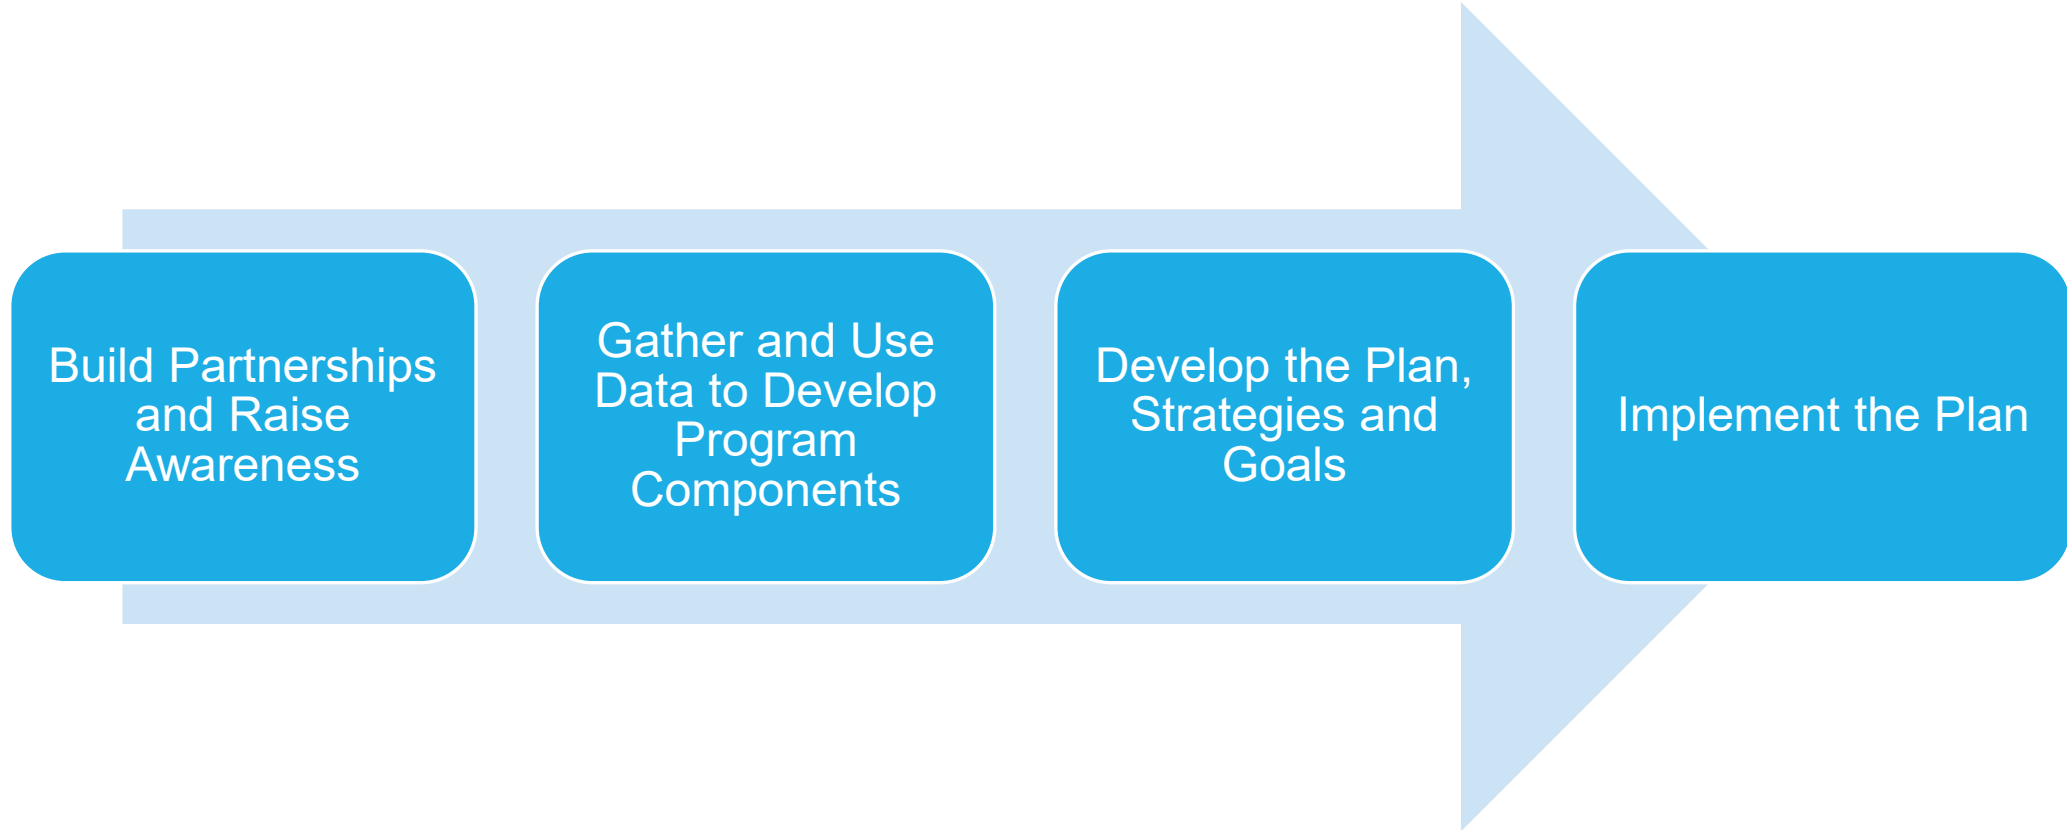 Build Partnerships
and Raise
Awareness
Gather and Use
Data to Develop
Program
Components
Develop the Plan,
Strategies and
Goals
Implement the Plan